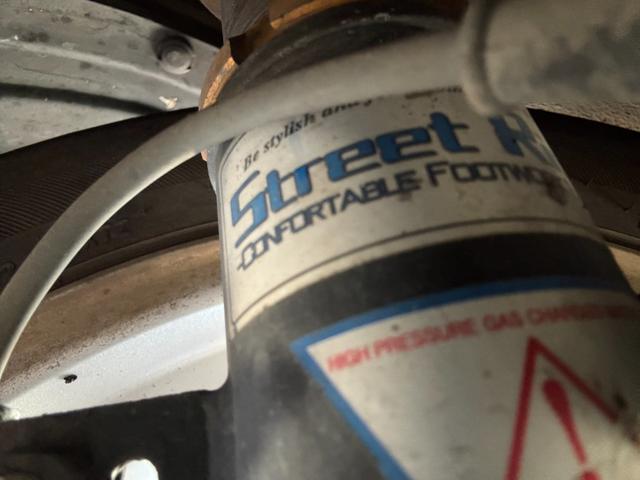 Be stylish and
Street R
-CONFORTABLE FOOTWO
HIGH PRESSURE GAS CHARGED